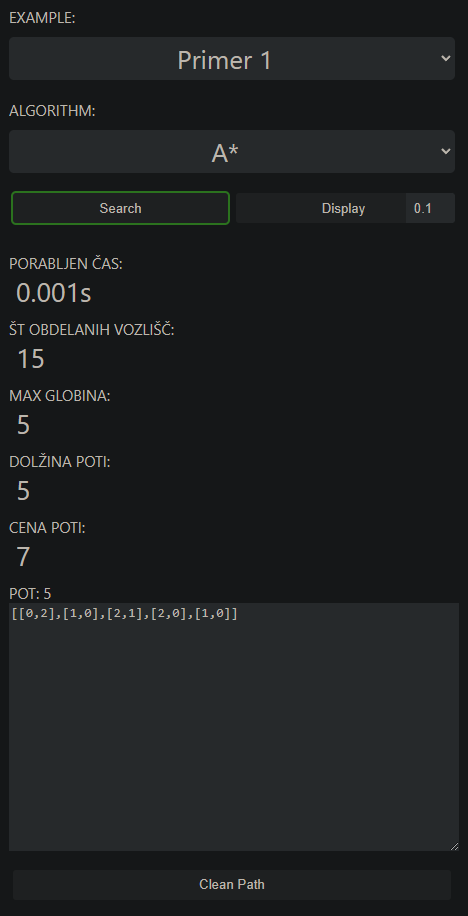 EXAMPLE:
Primer 1
ALGORITHM:
A*
Search
Display
0.1
PORABLJEN ČAS:
0.001s
ŠT OBDELANIH VOZLIŠČ:
15
MAX GLOBINA:
5
DOLŽINA POTI:
5
CENA POTI:
7
POT: 5
[[0,2],[1,0],[2,1],[2,0],[1,0]]
Clean Path